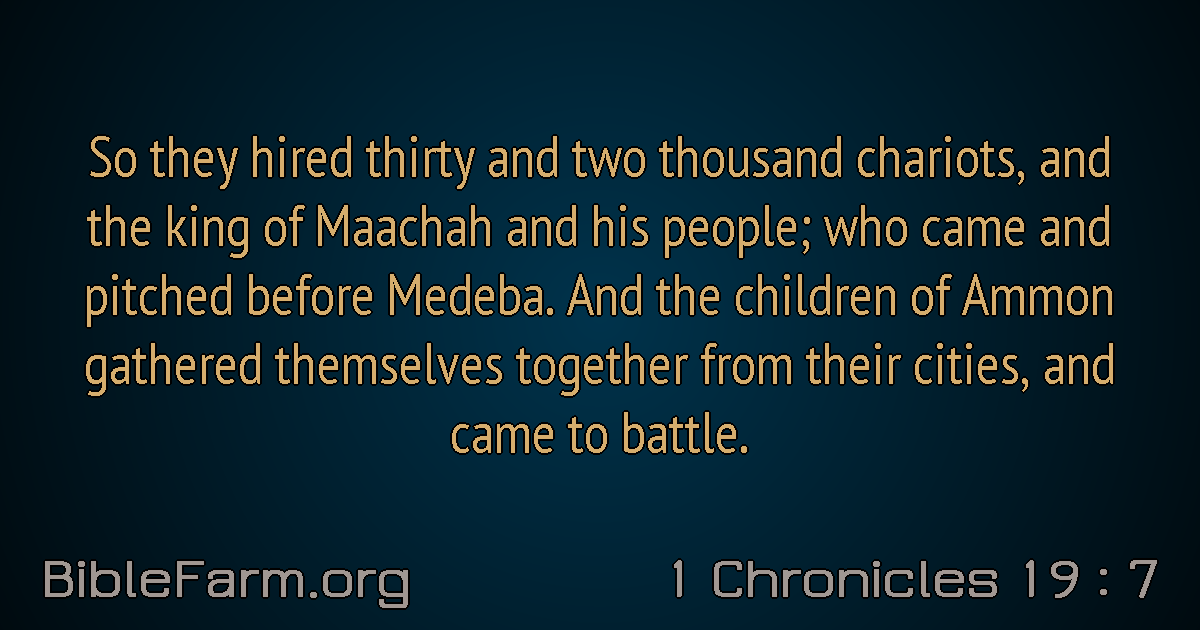 So they hired thirty and two thousand chariots, and
the king of Maachah and his people; who came and
pitched before Medeba. And the children of Ammon
gathered themselves together from their cities, and
came to battle.
BibleFarm.org
1 Chronicles 19 : 7